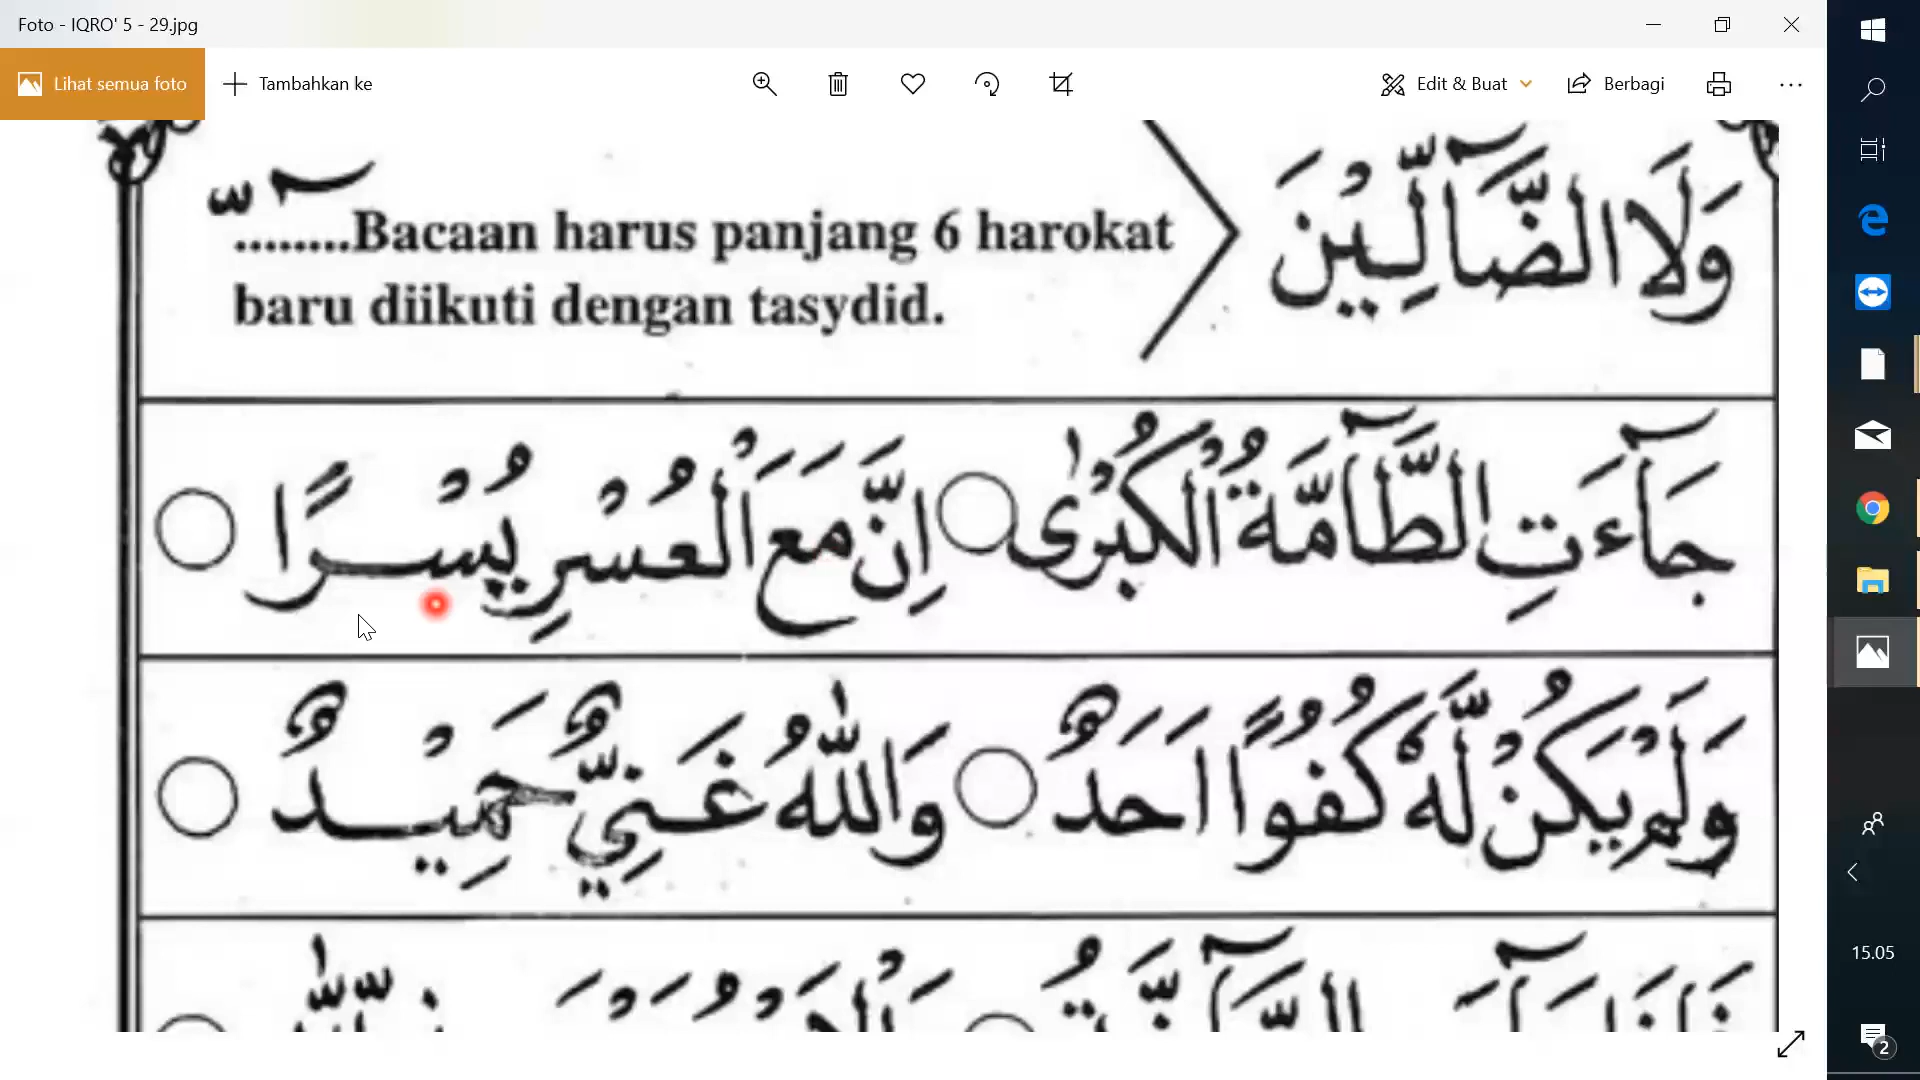 Foto - IQRO' 5 - 29.jpg
Lihat semua foto
Tambahkan ke
Edit & Buat
Berbagi
وَلَا الضَّآلِّيْنَ
........Bacaan harus panjang 6 harokat
baru diikuti dengan tasydid.
جَآءَتِ الطَّآمَّةُ الْكُبْرٰى ○ اِنَّ مَعَ الْعُسْرِ يُسْرًا ○
وَلَمْ يَكُنْ لَّهٗ كُفُوًا اَحَدٌ ○ وَاللّٰهُ غَنِيٌّ حَمِيْدٌ ○
15.05
2